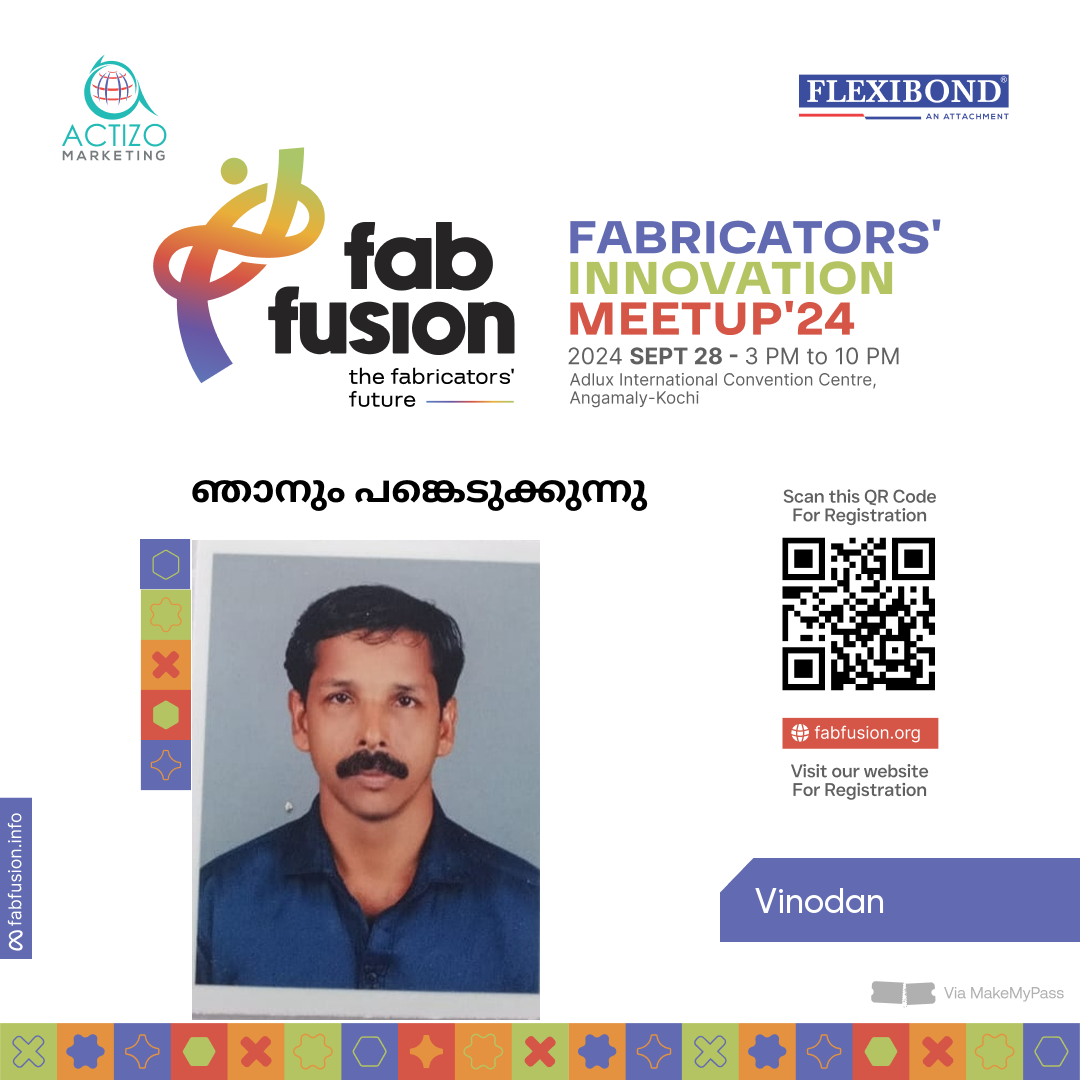 ACTIZO
MARKETING
FLEXIBOND®
AN ATTACHMENT
fab
fusion
the fabricators'
future
FABRICATORS'
INNOVATION
MEETUP'24
2024 SEPT 28 - 3 PM to 10 PM
Adlux International Convention Centre,
Angamaly-Kochi
ഞാനും പങ്കെടുക്കുന്നു
Scan this QR Code
For Registration
fabfusion.org
Visit our website
For Registration
fabfusion.info
Vinodan
Via MakeMyPass